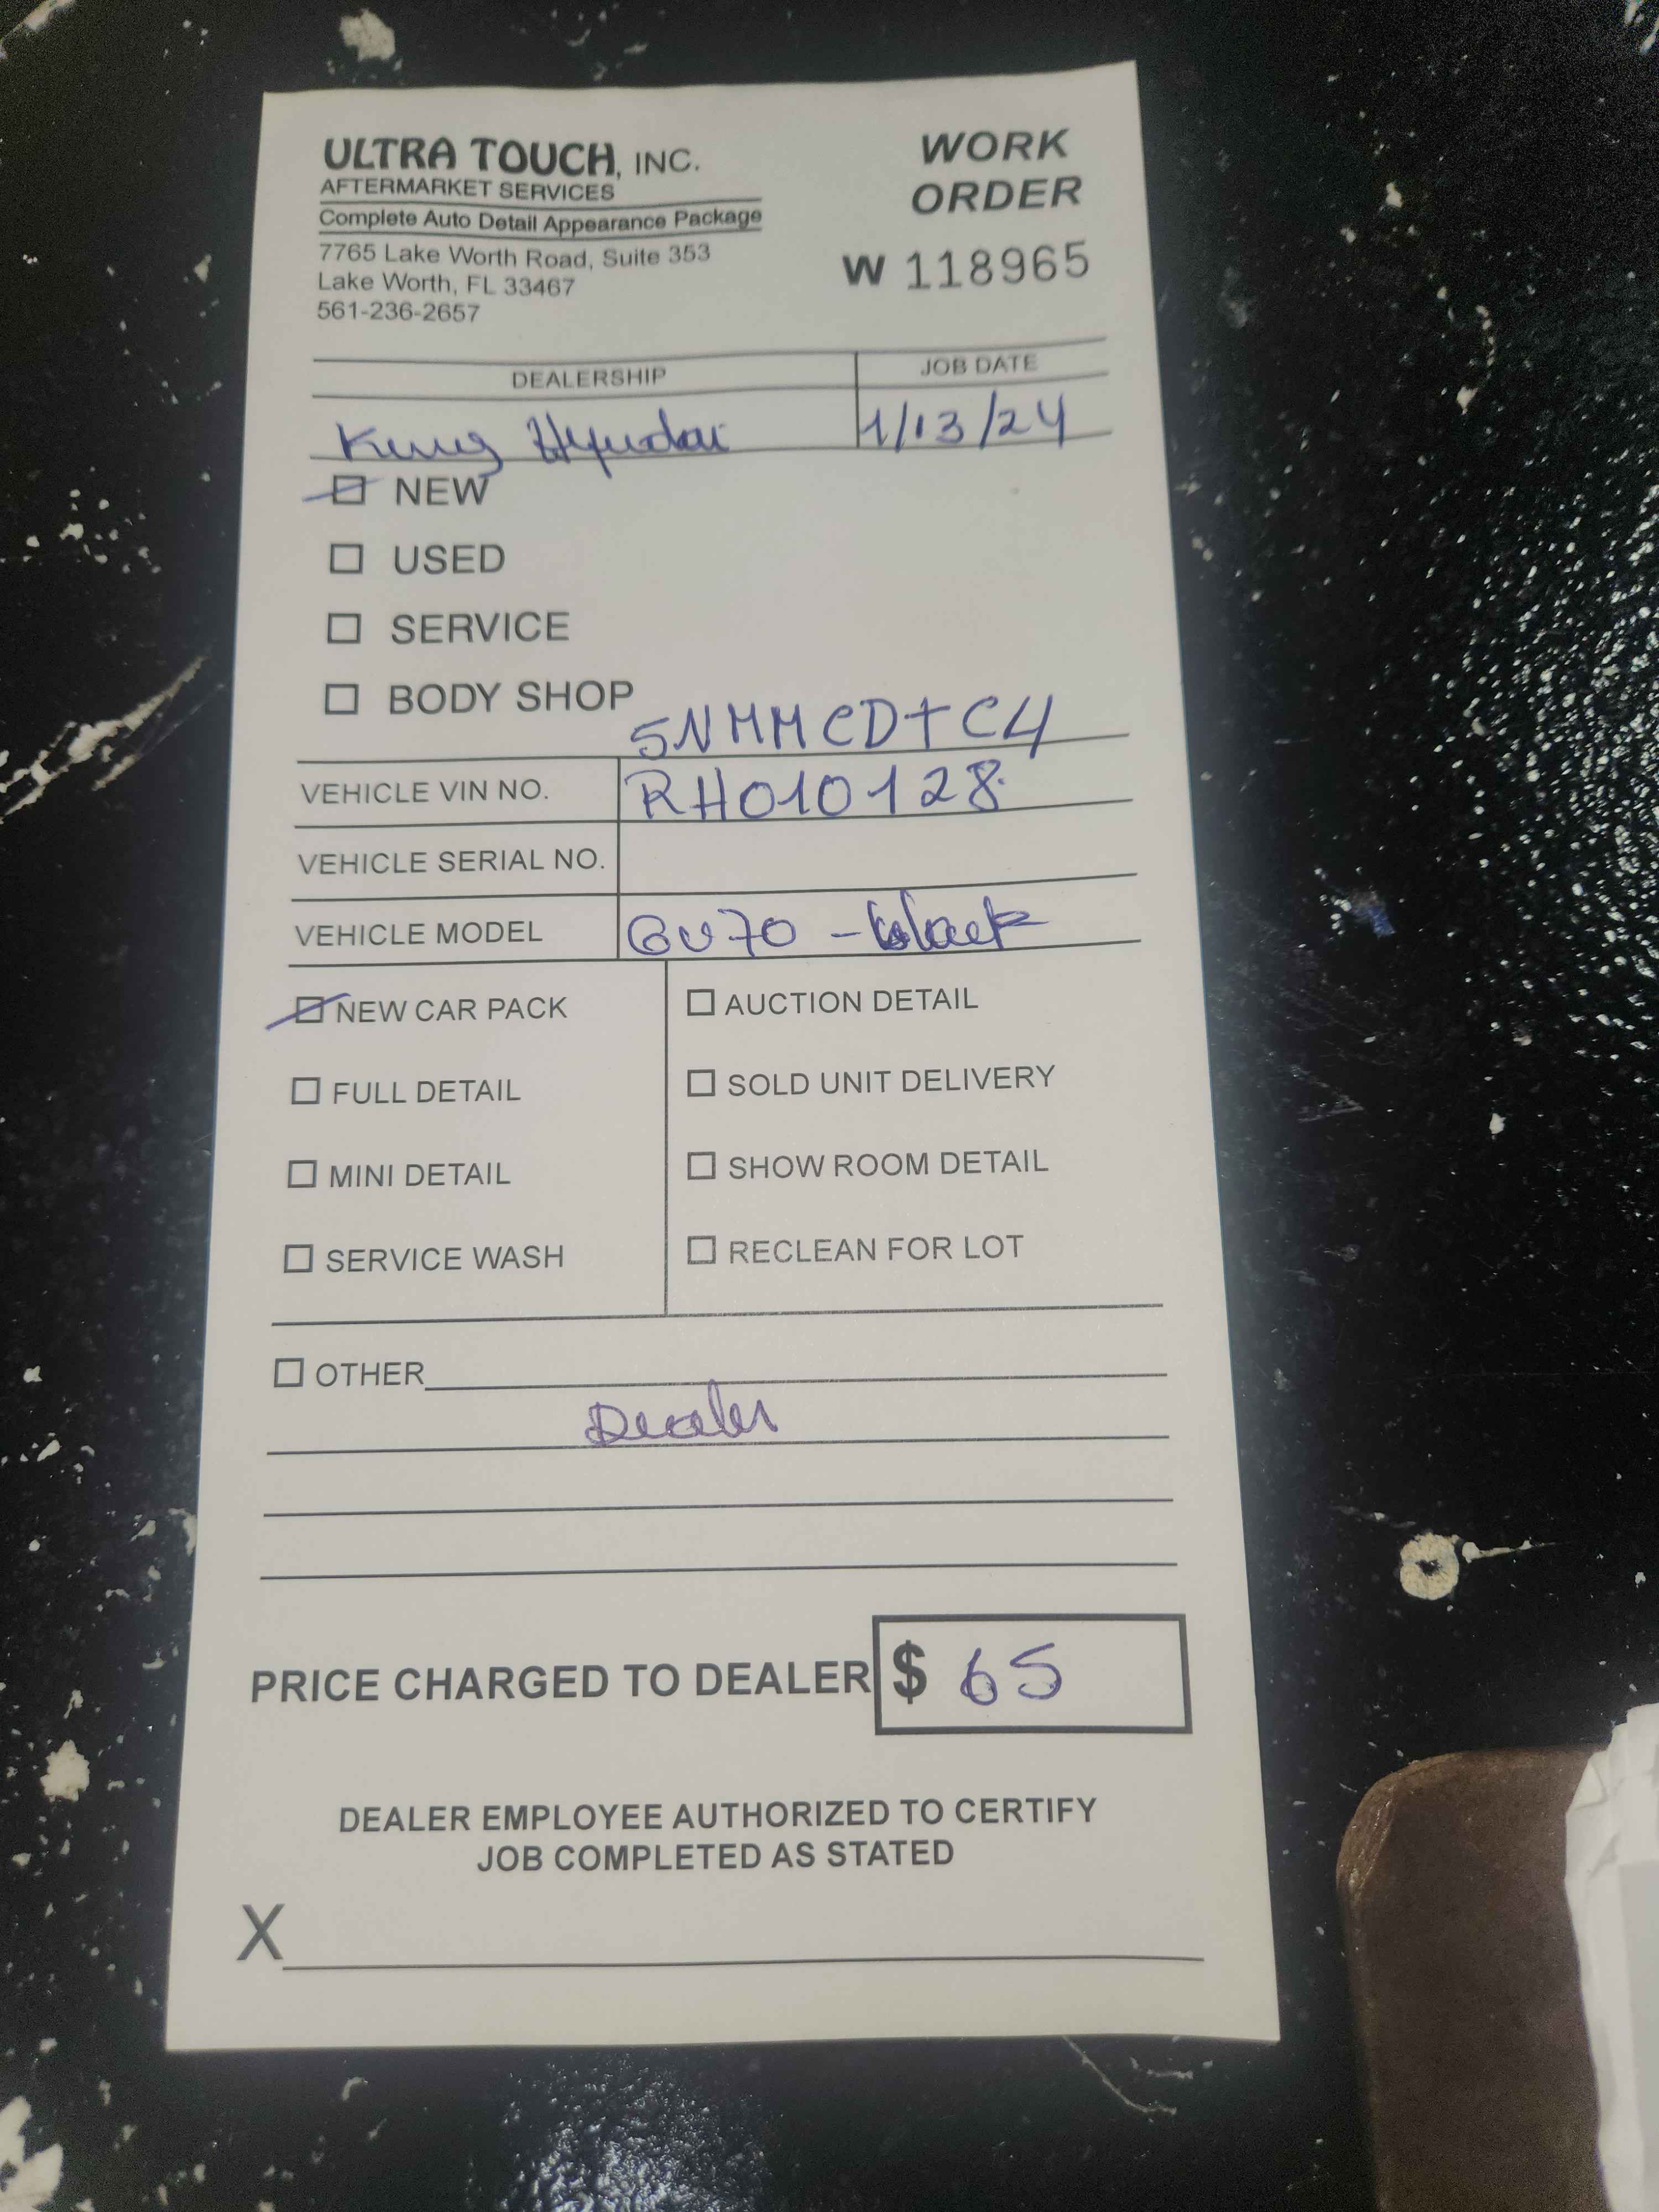 ULTRA TOUCH, INC.
AFTERMARKET SERVICES
Complete Auto Detail Appearance Package
7765 Lake Worth Road, Suite 353
Lake Worth, FL 33467
561-236-2657
WORK
ORDER
W 118965
DEALERSHIP
JOB DATE
King Hyundai
1/13/24
NEW
USED
SERVICE
BODY SHOP
VEHICLE VIN NO.
5NMMCDTC4
RH010128
VEHICLE SERIAL NO.
VEHICLE MODEL
GV70 - black
NEW CAR PACK
FULL DETAIL
MINI DETAIL
SERVICE WASH
AUCTION DETAIL
SOLD UNIT DELIVERY
SHOW ROOM DETAIL
RECLEAN FOR LOT
OTHER
Dealer
PRICE CHARGED TO DEALER $ 65
DEALER EMPLOYEE AUTHORIZED TO CERTIFY
JOB COMPLETED AS STATED
X